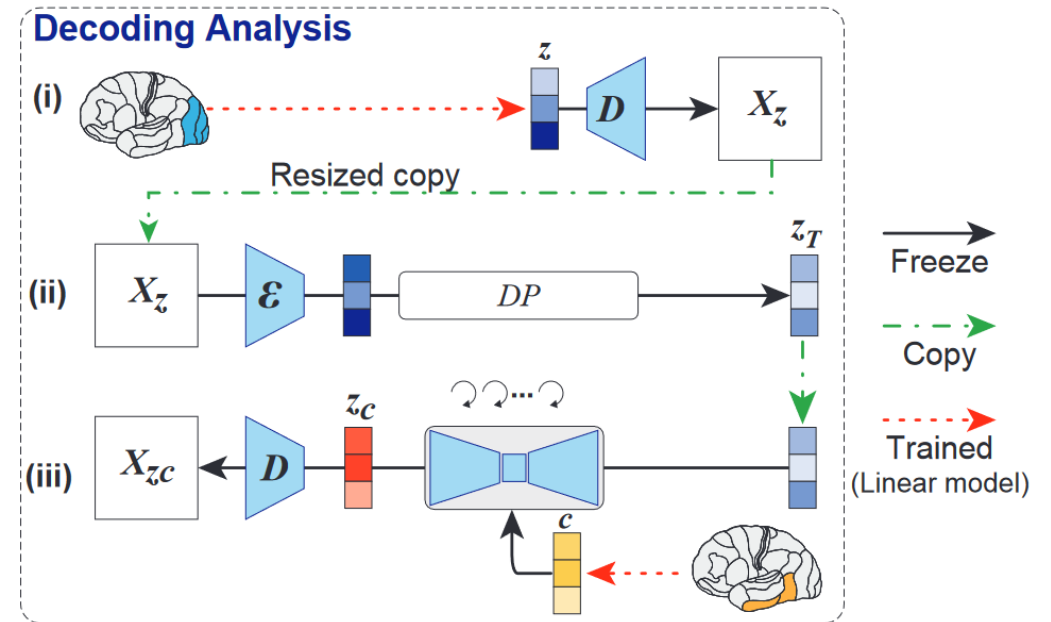 Decoding Analysis
(i)
z
D
X_z
Resized copy
(ii)
X_z
ε
DP
z_T
Freeze
Copy
Trained
(Linear model)
(iii)
X_zc
D
z_c
...
c